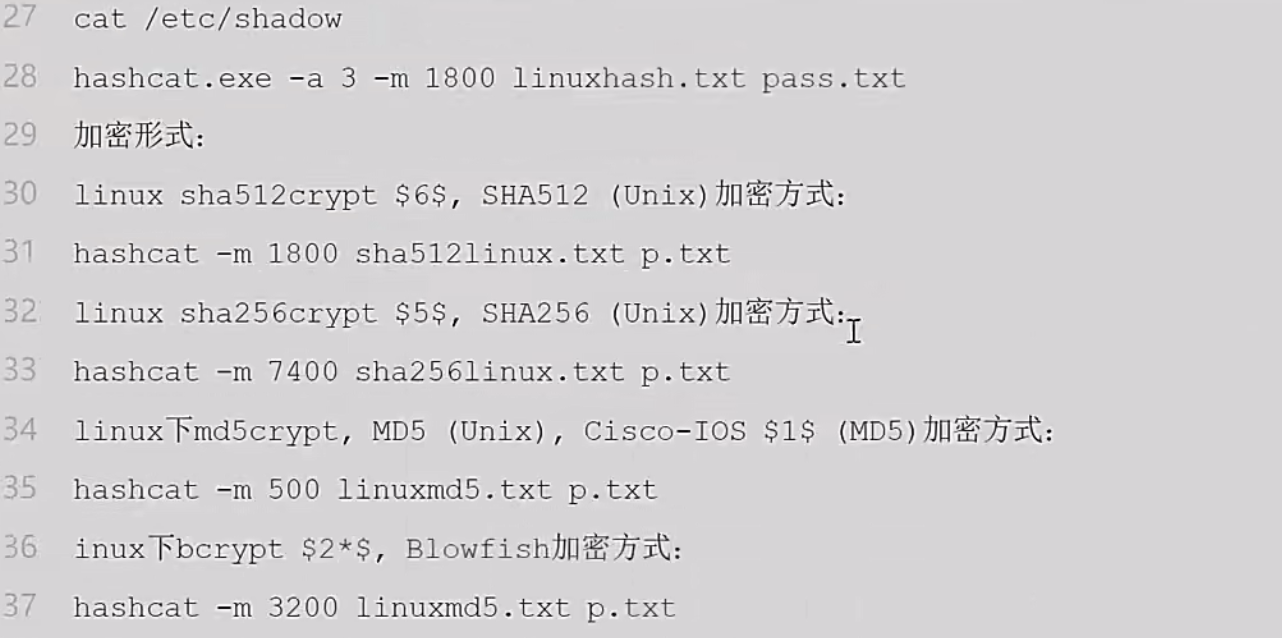 27 cat /etc/shadow
28 hashcat.exe -a 3 -m 1800 linuxhash.txt pass.txt
29 加密形式：
30 linux sha512crypt $6$, SHA512 (Unix)加密方式：
31 hashcat -m 1800 sha512linux.txt p.txt
32 linux sha256crypt $5$, SHA256 (Unix)加密方式：
33 hashcat -m 7400 sha256linux.txt p.txt
34 linux下md5crypt, MD5 (Unix), Cisco-IOS $1$ (MD5)加密方式：
35 hashcat -m 500 linuxmd5.txt p.txt
36 inux下bcrypt $2*$, Blowfish加密方式：
37 hashcat -m 3200 linuxmd5.txt p.txt